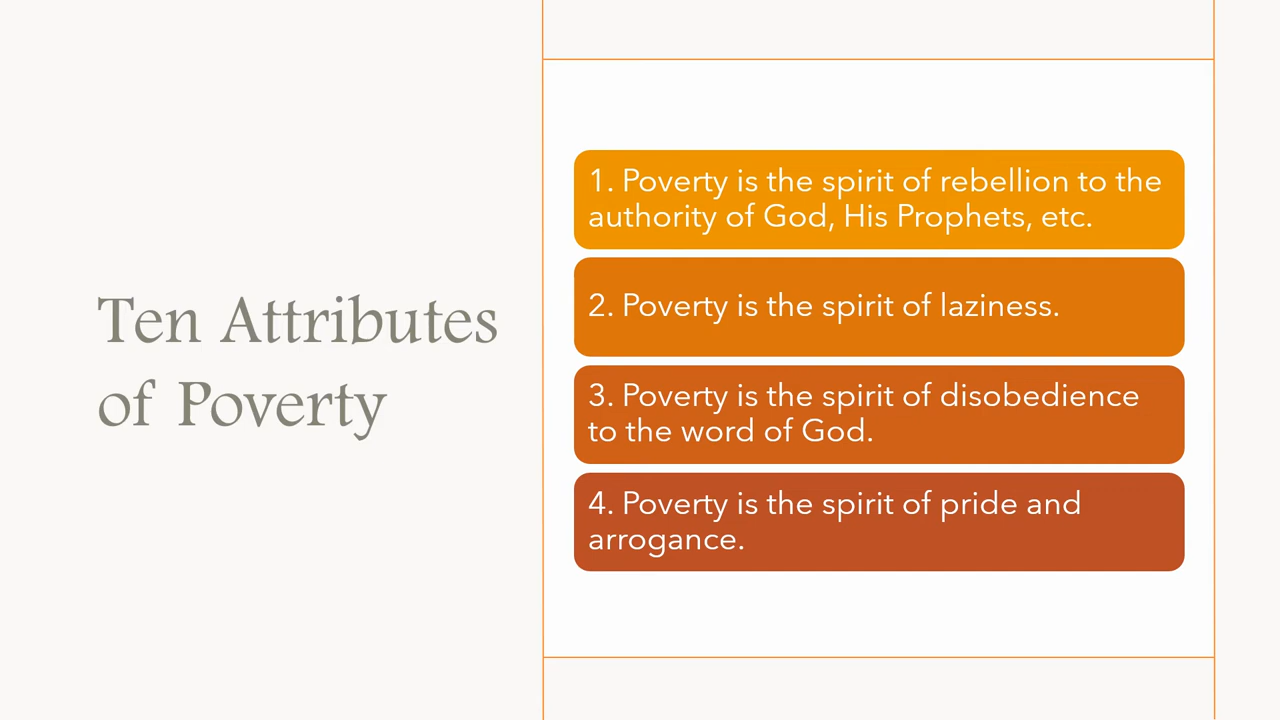 Ten Attributes
of Poverty
1. Poverty is the spirit of rebellion to the
authority of God, His Prophets, etc.
2. Poverty is the spirit of laziness.
3. Poverty is the spirit of disobedience
to the word of God.
4. Poverty is the spirit of pride and
arrogance.